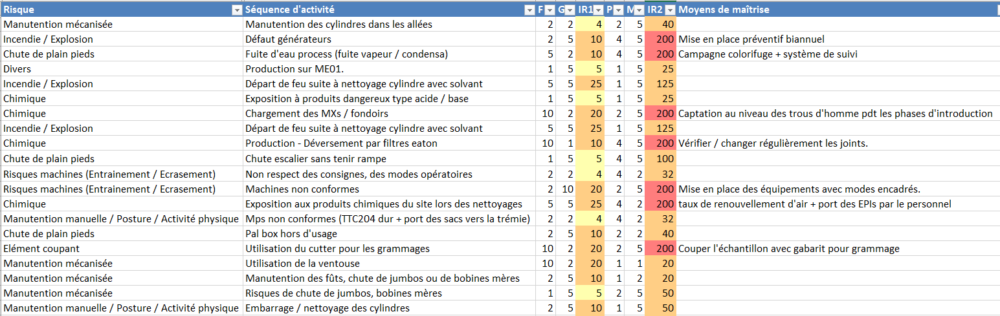 Risque Séquence d'activité F G IR1 P M IR2 Moyens de maîtrise
Manutention mécanisée Manutention des cylindres dans les allées 2 2 4 2 5 40
Incendie / Explosion Défaut générateurs 2 5 10 4 5 200 Mise en place préventif biannuel
Chute de plain pieds Fuite d'eau process (fuite vapeur / condensa) 5 2 10 4 5 200 Campagne colorifuge + système de suivi
Divers Production sur ME01. 1 5 5 1 5 25
Incendie / Explosion Départ de feu suite à nettoyage cylindre avec solvant 5 5 25 1 5 125
Chimique Exposition à produits dangereux type acide / base 1 5 5 1 5 25
Chimique Chargement des MXs / fondoirs 10 2 20 2 5 200 Captation au niveau des trous d'homme pdt les phases d'introduction
Incendie / Explosion Départ de feu suite à nettoyage cylindre avec solvant 5 5 25 1 5 125
Chimique Production - Déversement par filtres eaton 10 1 10 4 5 200 Vérifier / changer régulièrement les joints.
Chute de plain pieds Chute escalier sans tenir rampe 1 5 5 4 5 100
Risques machines (Entrainement / Ecrasement) Non respect des consignes, des modes opératoires 2 2 4 4 2 32
Risques machines (Entrainement / Ecrasement) Machines non conformes 2 10 20 2 5 200 Mise en place des équipements avec modes encadrés.
Chimique Exposition aux produits chimiques du site lors des nettoyages 5 5 25 4 2 200 taux de renouvellement d'air + port des EPIs par le personnel
Manutention manuelle / Posture / Activité physique Mps non conformes (TTC204 dur + port des sacs vers la trémie) 2 2 4 4 2 32
Chute de plain pieds Pal box hors d'usage 2 5 10 2 2 40
Elément coupant Utilisation du cutter pour les grammages 10 2 20 2 5 200 Couper l'échantillon avec gabarit pour grammage
Manutention mécanisée Utilisation de la ventouse 10 2 20 1 1 20
Manutention mécanisée Manutention des fûts, chute de jumbos ou de bobines mères 2 5 10 1 2 20
Manutention mécanisée Risques de chute de jumbos, bobines mères 1 5 5 2 5 50
Manutention manuelle / Posture / Activité physique Embarrage / nettoyage des cylindres 2 5 10 1 5 50